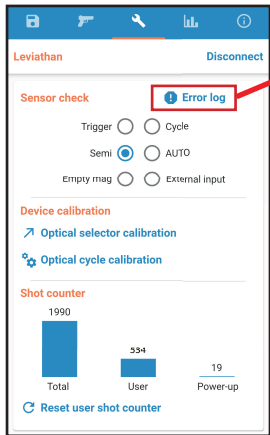 Leviathan Disconnect
Sensor check Error log
Trigger Cycle
Semi AUTO
Empty mag External input
Device calibration
Optical selector calibration
Optical cycle calibration
Shot counter
1990
534
19
Total User Power-up
Reset user shot counter